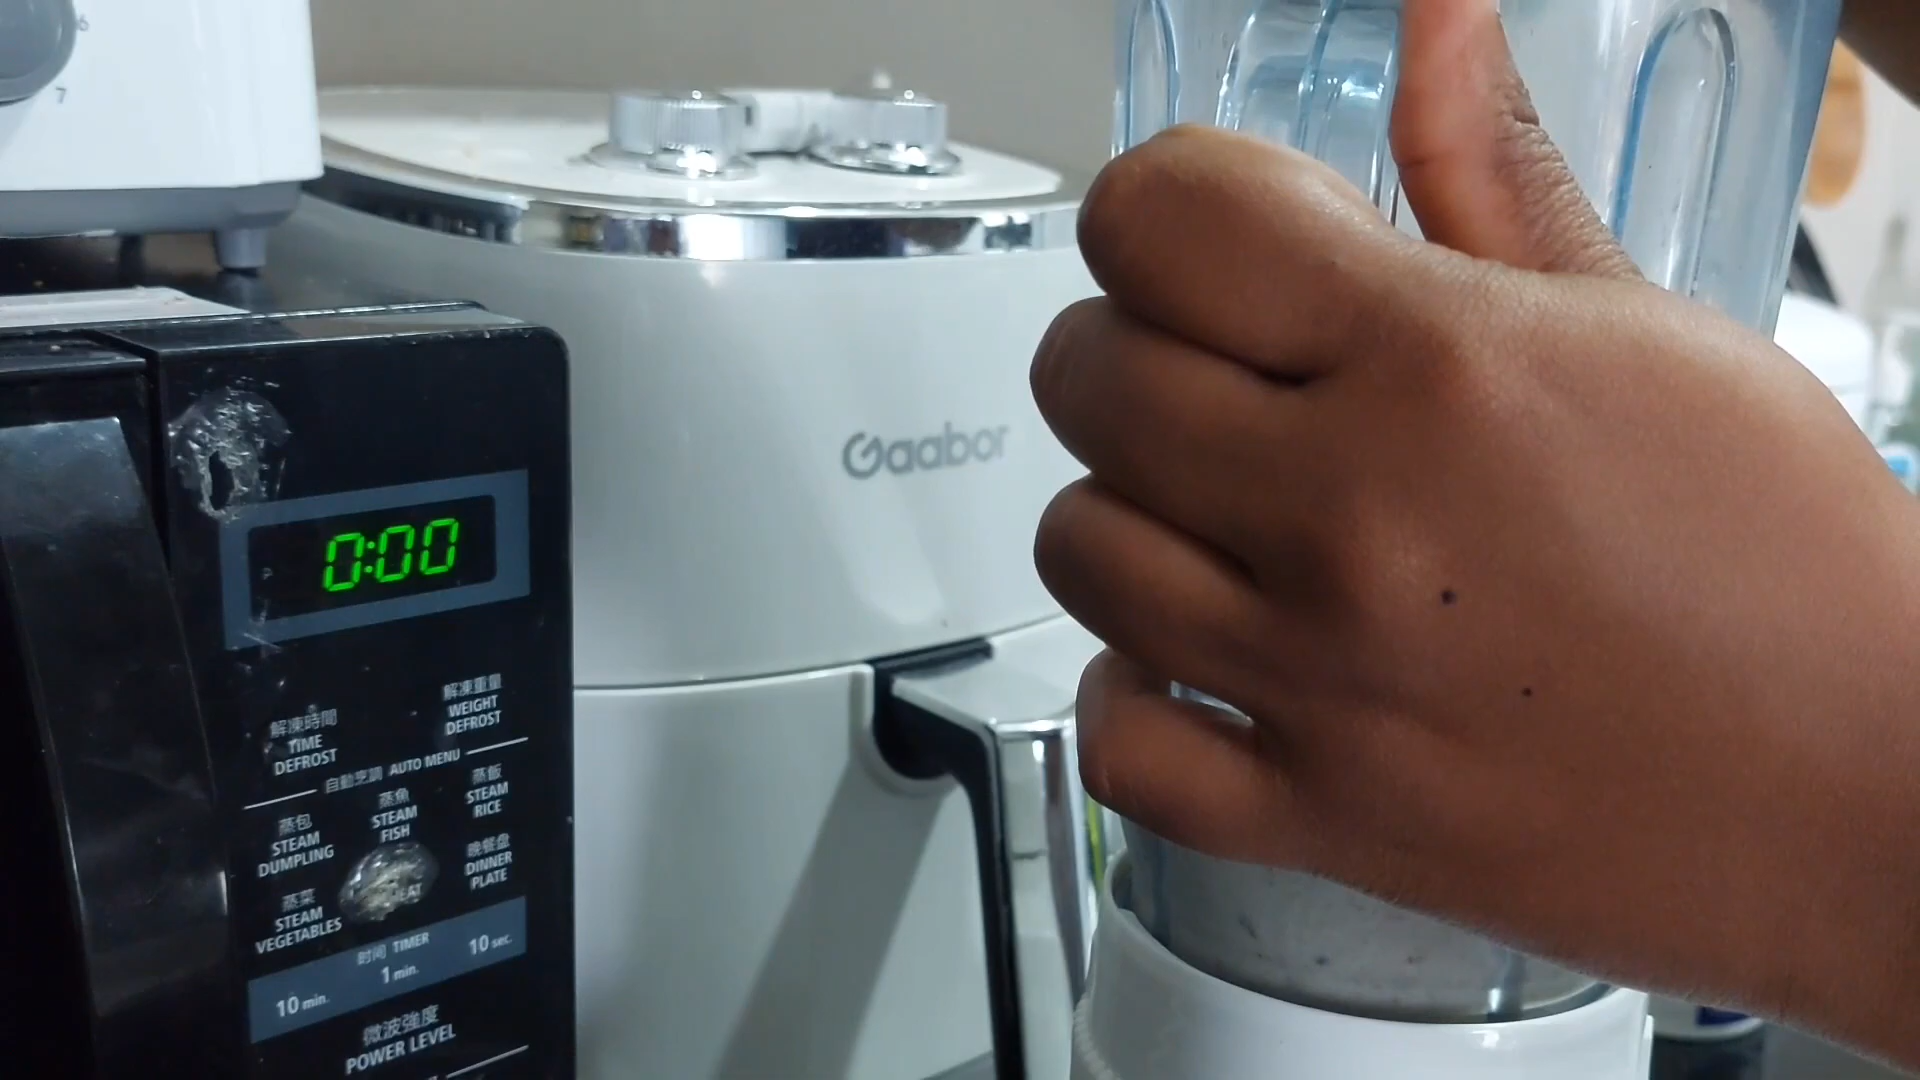 6
7
Gaabor
0:00
解凍重量
WEIGHT
DEFROST
解凍時間
TIME
DEFROST
自動烹調 AUTO MENU
蒸飯
STEAM
RICE
蒸魚
STEAM
FISH
蒸包
STEAM
DUMPLING
晚餐盘
DINNER
PLATE
蒸菜
STEAM
VEGETABLES
时间 TIMER
10 min.
1 min.
10 sec.
微波強度
POWER LEVEL